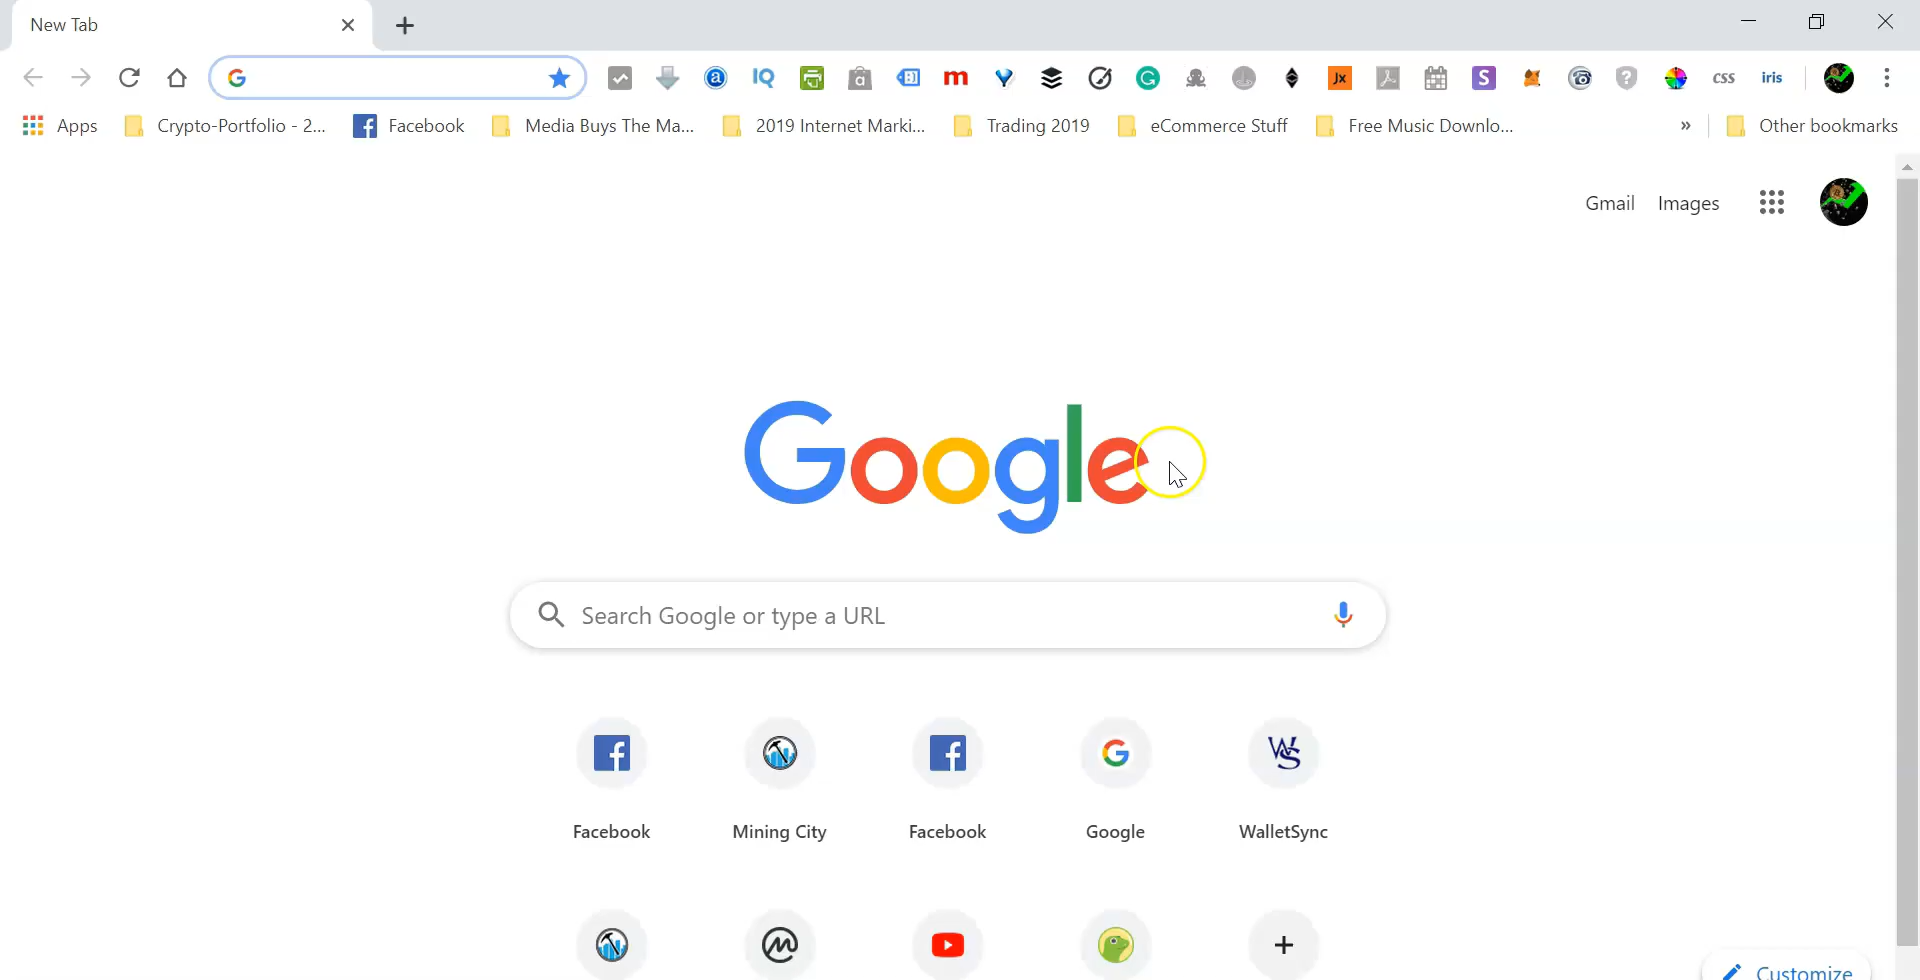 New Tab
IQ
a
m
G
Jx
S
?
css
iris
Apps
Crypto-Portfolio - 2...
Facebook
Media Buys The Ma...
2019 Internet Marki...
Trading 2019
eCommerce Stuff
Free Music Downlo...
»
Other bookmarks
Gmail
Images
Google
Search Google or type a URL
Facebook
Mining City
Facebook
Google
WS
WalletSync
Customize